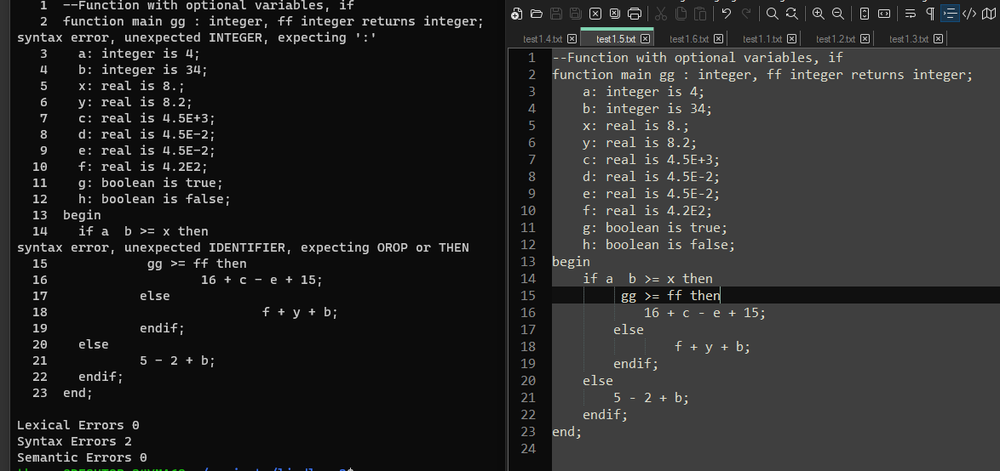 1 --Function with optional variables, if
2 function main gg : integer, ff integer returns integer;
syntax error, unexpected INTEGER, expecting ':'
3 a: integer is 4;
4 b: integer is 34;
5 x: real is 8.;
6 y: real is 8.2;
7 c: real is 4.5E+3;
8 d: real is 4.5E-2;
9 e: real is 4.5E-2;
10 f: real is 4.2E2;
11 g: boolean is true;
12 h: boolean is false;
13 begin
14 if a  b >= x then
syntax error, unexpected IDENTIFIER, expecting OROP or THEN
15 gg >= ff then
16 16 + c - e + 15;
17 else
18 f + y + b;
19 endif;
20 else
21 5 - 2 + b;
22 endif;
23 end;
Lexical Errors 0
Syntax Errors 2
Semantic Errors 0
test1.4.txt test1.5.txt test1.6.txt test1.1.txt test1.2.txt test1.3.txt
1 --Function with optional variables, if
2 function main gg : integer, ff integer returns integer;
3 a: integer is 4;
4 b: integer is 34;
5 x: real is 8.;
6 y: real is 8.2;
7 c: real is 4.5E+3;
8 d: real is 4.5E-2;
9 e: real is 4.5E-2;
10 f: real is 4.2E2;
11 g: boolean is true;
12 h: boolean is false;
13 begin
14 if a  b >= x then
15 gg >= ff then
16 16 + c - e + 15;
17 else
18 f + y + b;
19 endif;
20 else
21 5 - 2 + b;
22 endif;
23 end;
24